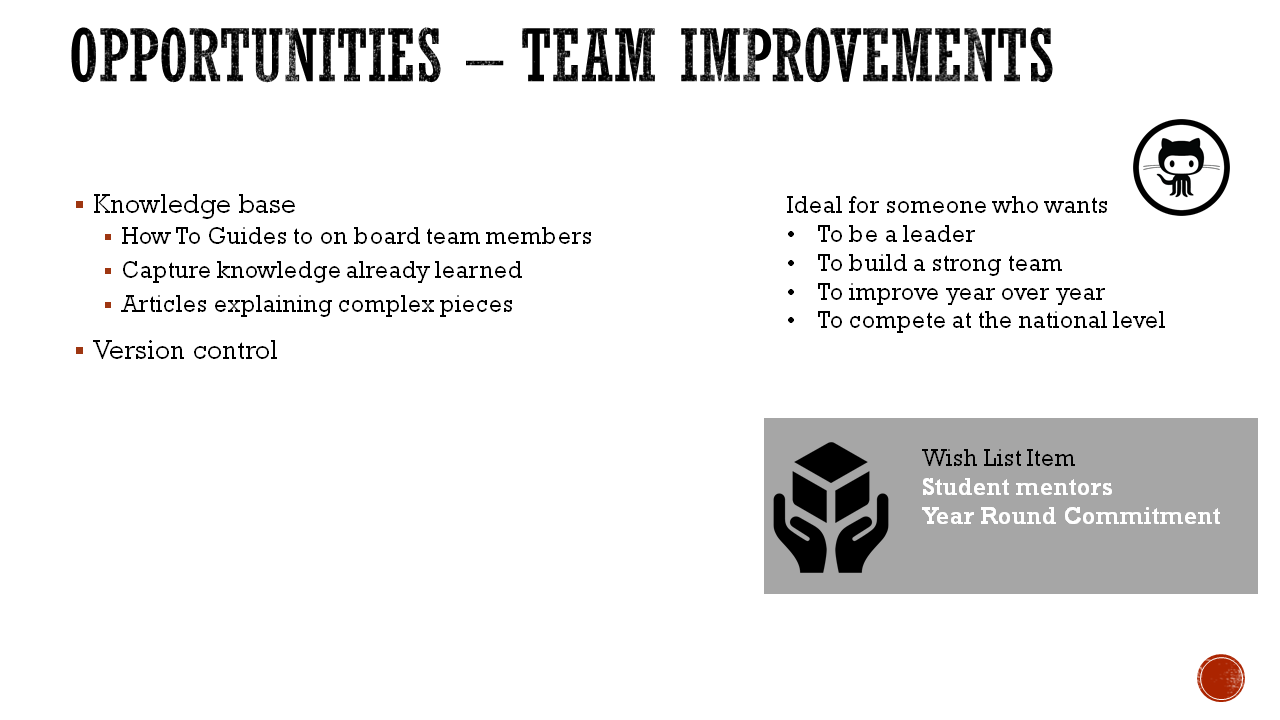 OPPORTUNITIES – TEAM IMPROVEMENTS
Knowledge base
How To Guides to on board team members
Capture knowledge already learned
Articles explaining complex pieces
Version control
Ideal for someone who wants
• To be a leader
• To build a strong team
• To improve year over year
• To compete at the national level
Wish List Item
Student mentors
Year Round Commitment